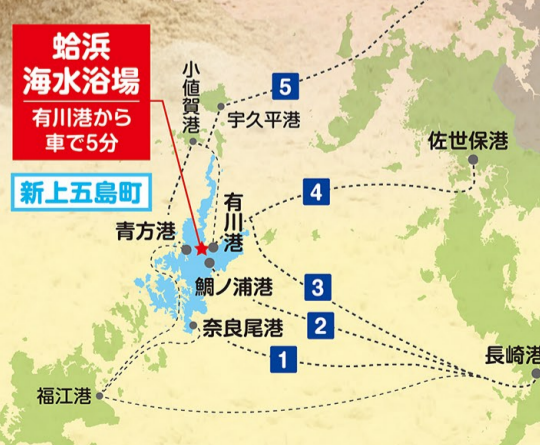 蛤浜
海水浴場
有川港から
車で5分
小値賀港
5
宇久平港
佐世保港
新上五島町
4
有川港
青方港
鯛ノ浦港
3
2
奈良尾港
1
長崎港
福江港